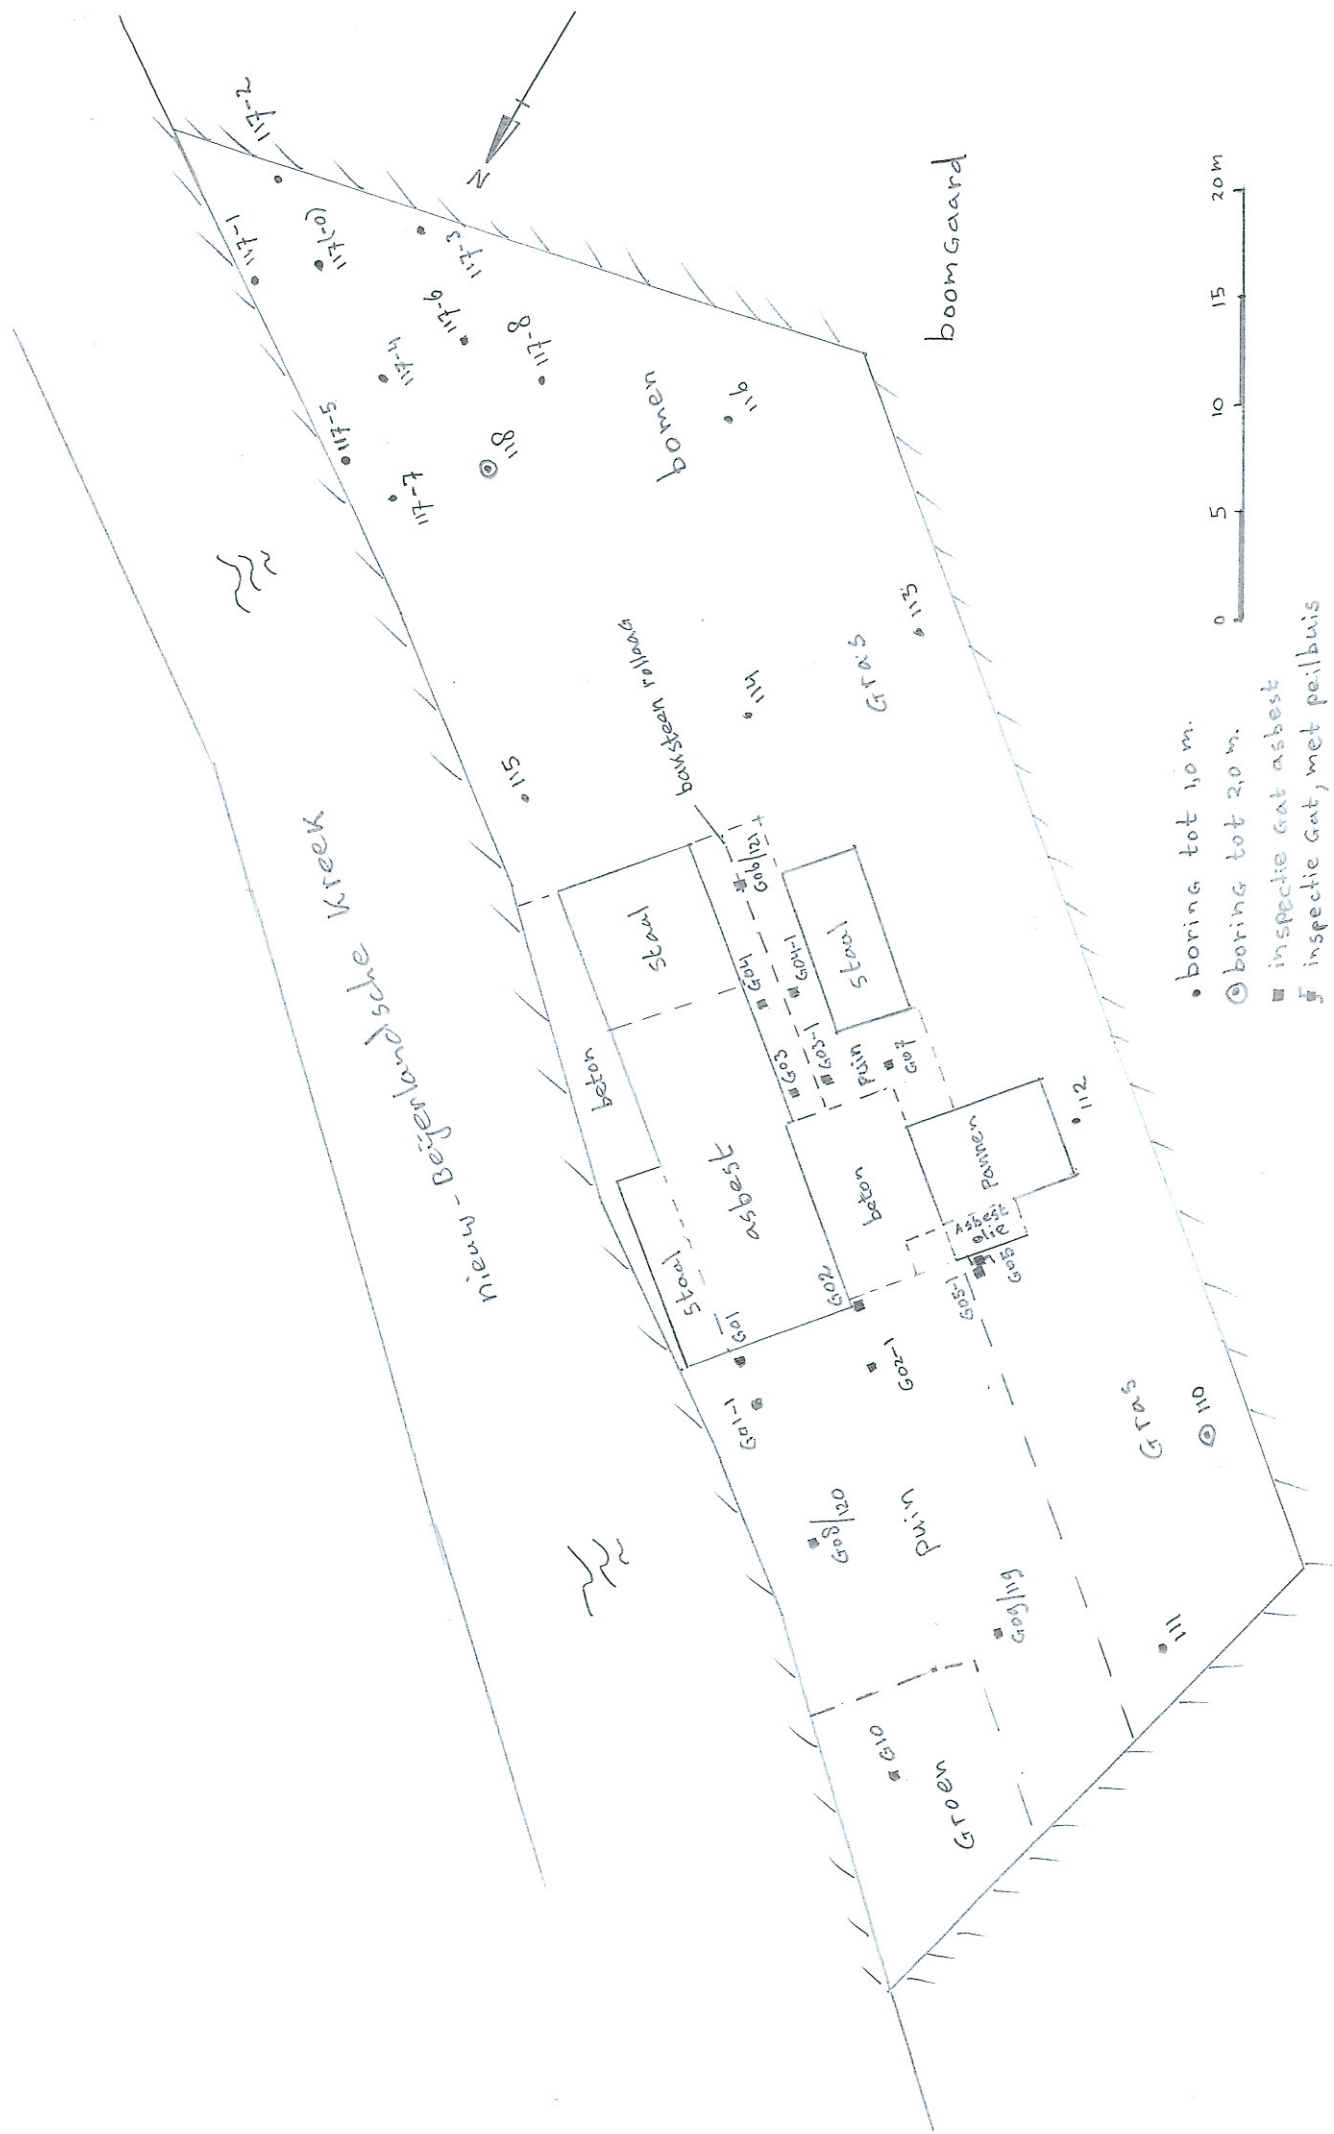 117-2
117-1
117(-0)
117-3
117-6
117-4
117-8
117-5
118
117-7
N
bomen
116
boomGaard
nieuw-Beijerlandsche Kreek
115
baksteen rollaag
114
Gras
113
Staal
G06/121
G04
G04-1
Staal
beton
G03
G03-1
Puin
G07
asbest
beton
Pannen
112
Asbest
olie
Staal
G01
G02
G05-1
G05
G01-1
G02-1
Gras
110
G08/120
Puin
G09/119
111
G10
Groen
0 5 10 15 20m
boring tot 1,0 m.
boring tot 2,0 m.
inspectie Gat asbest
inspectie Gat, met peilbuis